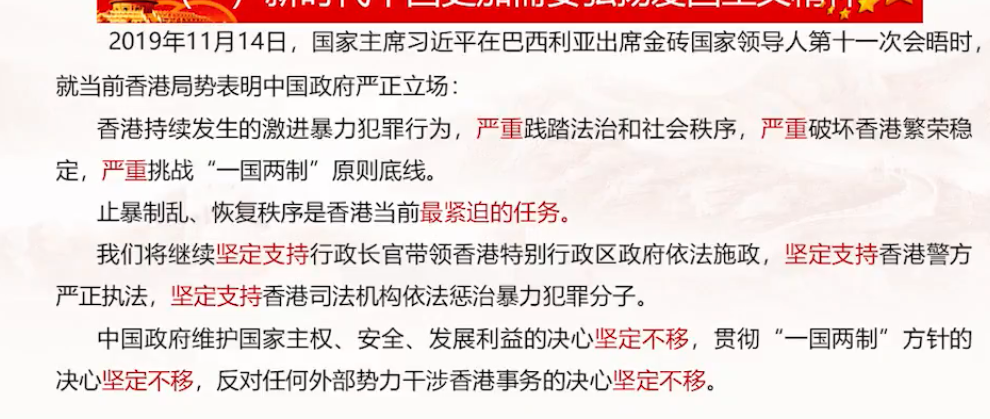 2019年11月14日，国家主席习近平在巴西利亚出席金砖国家领导人第十一次会晤时，
就当前香港局势表明中国政府严正立场：
香港持续发生的激进暴力犯罪行为，严重践踏法治和社会秩序，严重破坏香港繁荣稳
定，严重挑战“一国两制”原则底线。
止暴制乱、恢复秩序是香港当前最紧迫的任务。
我们将继续坚定支持行政长官带领香港特别行政区政府依法施政，坚定支持香港警方
严正执法，坚定支持香港司法机构依法惩治暴力犯罪分子。
中国政府维护国家主权、安全、发展利益的决心坚定不移，贯彻“一国两制”方针的
决心坚定不移，反对任何外部势力干涉香港事务的决心坚定不移。